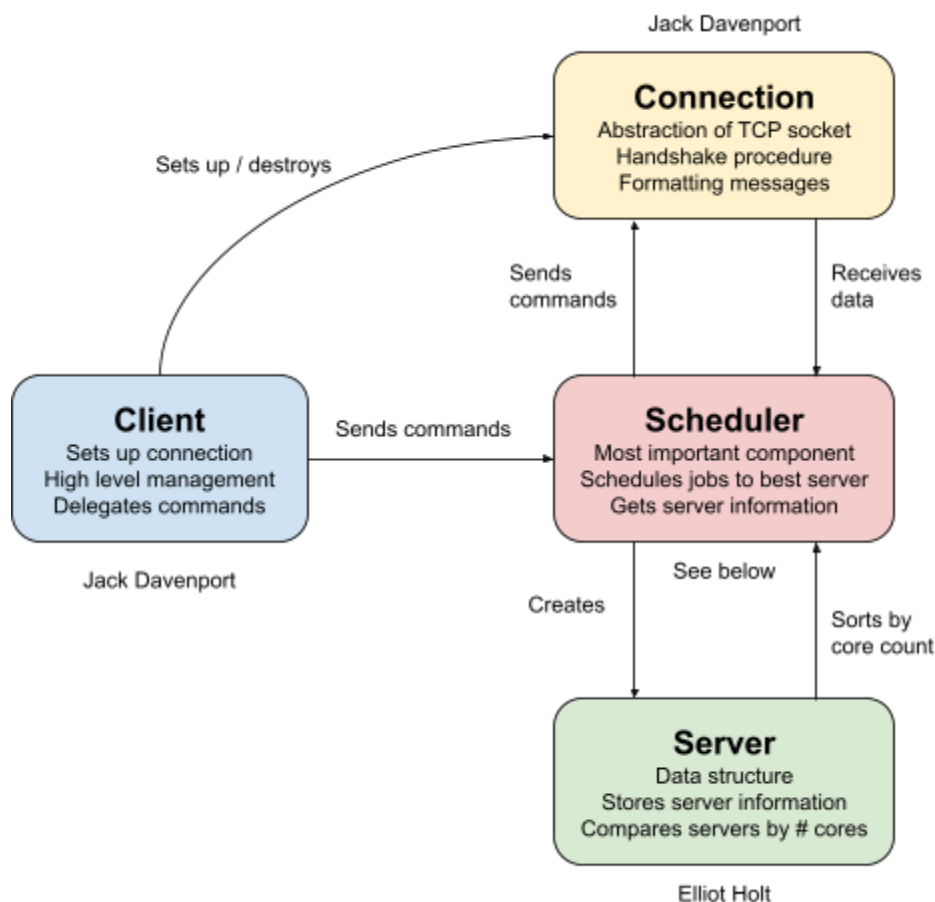 Jack Davenport
Connection
Abstraction of TCP socket
Handshake procedure
Formatting messages
Sets up / destroys
Sends
commands
Receives
data
Client
Sets up connection
High level management
Delegates commands
Jack Davenport
Sends commands
Scheduler
Most important component
Schedules jobs to best server
Gets server information
See below
Creates
Sorts by
core count
Server
Data structure
Stores server information
Compares servers by # cores
Elliot Holt